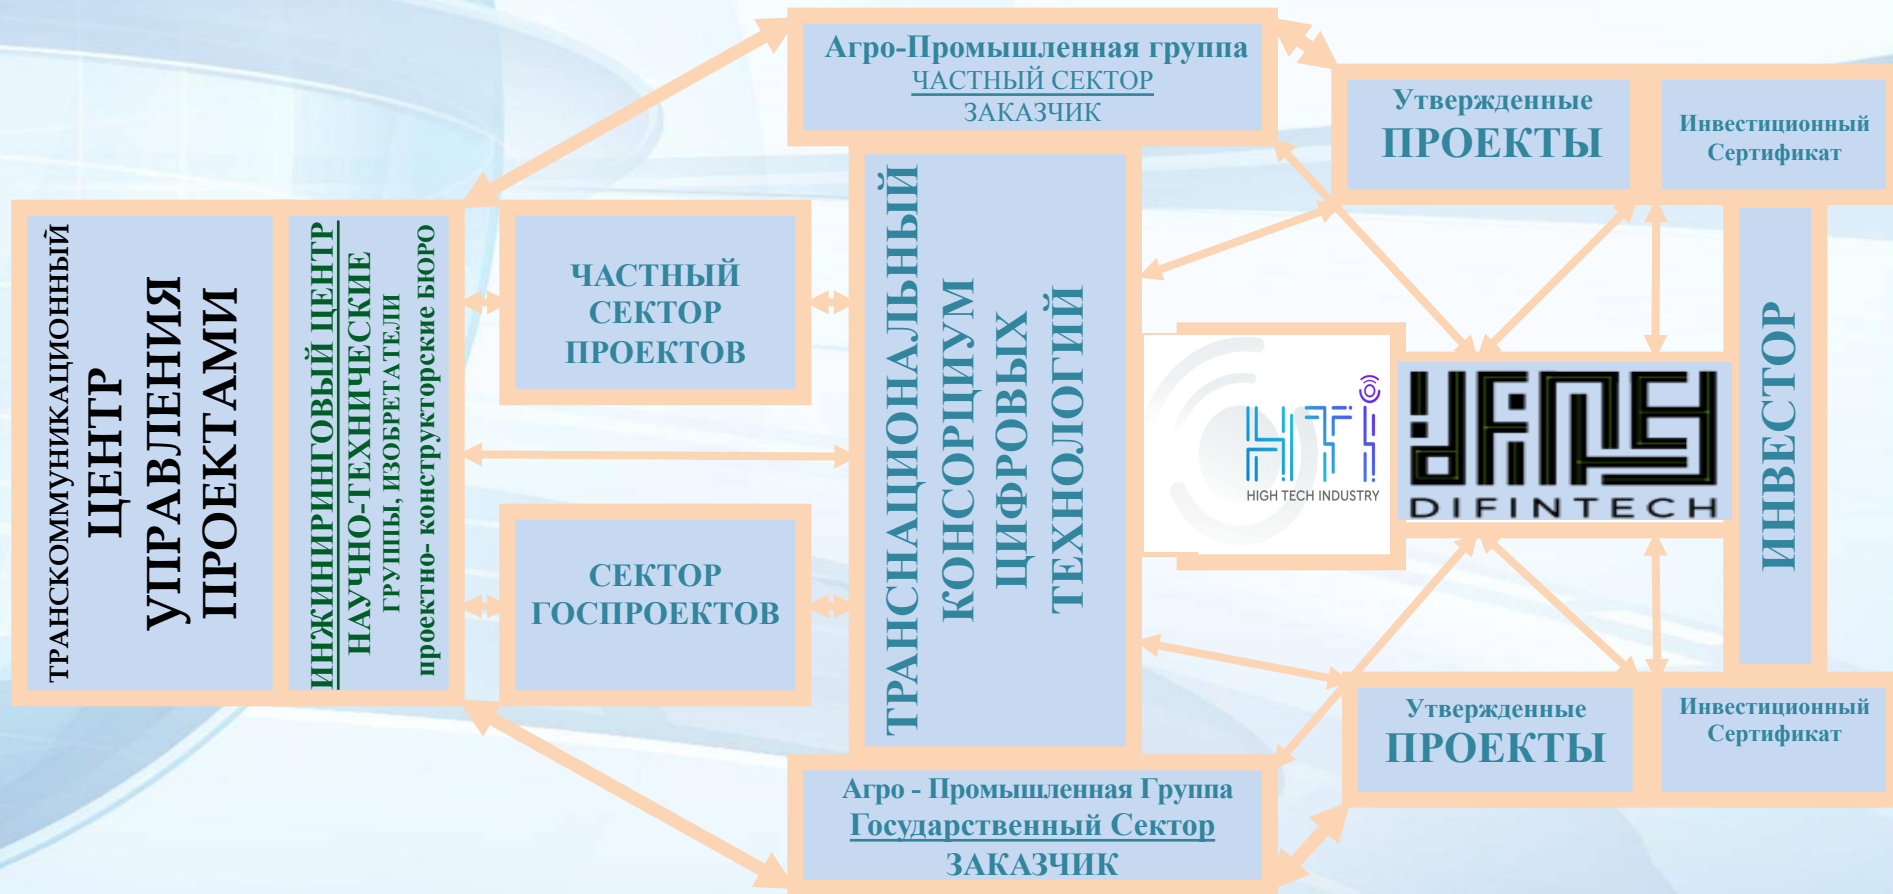 Агро-Промышленная группа
ЧАСТНЫЙ СЕКТОР
ЗАКАЗЧИК
Утвержденные
ПРОЕКТЫ
Инвестиционный
Сертификат
ТРАНСКОММУНИКАЦИОННЫЙ
ЦЕНТР
УПРАВЛЕНИЯ
ПРОЕКТАМИ
ИНЖИНИРИНГОВЫЙ ЦЕНТР
НАУЧНО-ТЕХНИЧЕСКИЕ
ГРУППЫ, ИЗОБРЕТАТЕЛИ
проектно- конструкторские БЮРО
ЧАСТНЫЙ
СЕКТОР
ПРОЕКТОВ
СЕКТОР
ГОСПРОЕКТОВ
ТРАНСНАЦИОНАЛЬНЫЙ
КОНСОРЦИУМ
ЦИФРОВЫХ
ТЕХНОЛОГИЙ
HTi
HIGH TECH INDUSTRY
DIFINTECH
ИНВЕСТОР
Утвержденные
ПРОЕКТЫ
Инвестиционный
Сертификат
Агро - Промышленная Группа
Государственный Сектор
ЗАКАЗЧИК